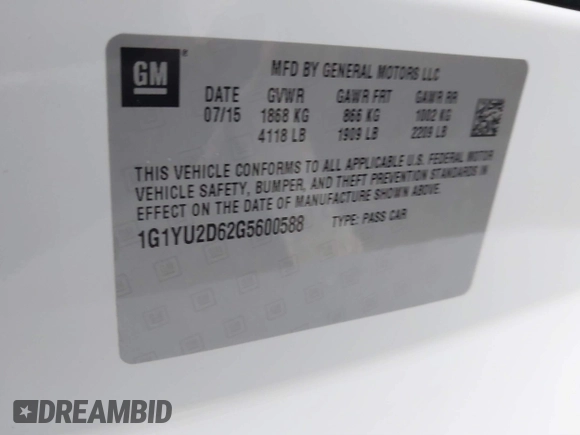 GM
MFD BY GENERAL MOTORS LLC
DATE GVWR GAWR FRT GAWR RR
07/15 1868 KG 866 KG 1002 KG
4118 LB 1909 LB 2209 LB
THIS VEHICLE CONFORMS TO ALL APPLICABLE U.S. FEDERAL MOTOR
VEHICLE SAFETY, BUMPER, AND THEFT PREVENTION STANDARDS IN
EFFECT ON THE DATE OF MANUFACTURE SHOWN ABOVE.
1G1YU2D62G5600588 TYPE: PASS CAR
DREAMBID